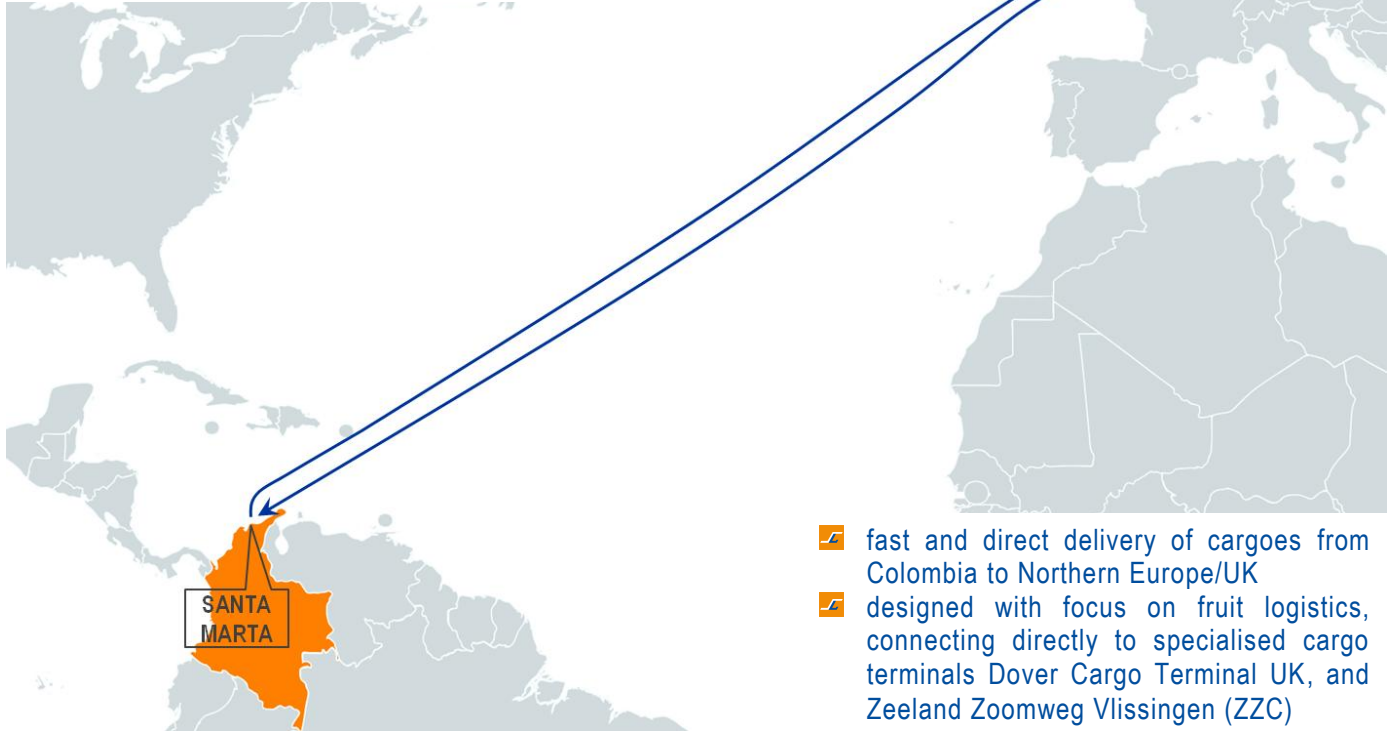 SANTA
MARTA
fast and direct delivery of cargoes from
Colombia to Northern Europe/UK
designed with focus on fruit logistics,
connecting directly to specialised cargo
terminals Dover Cargo Terminal UK, and
Zeeland Zoomweg Vlissingen (ZZC)